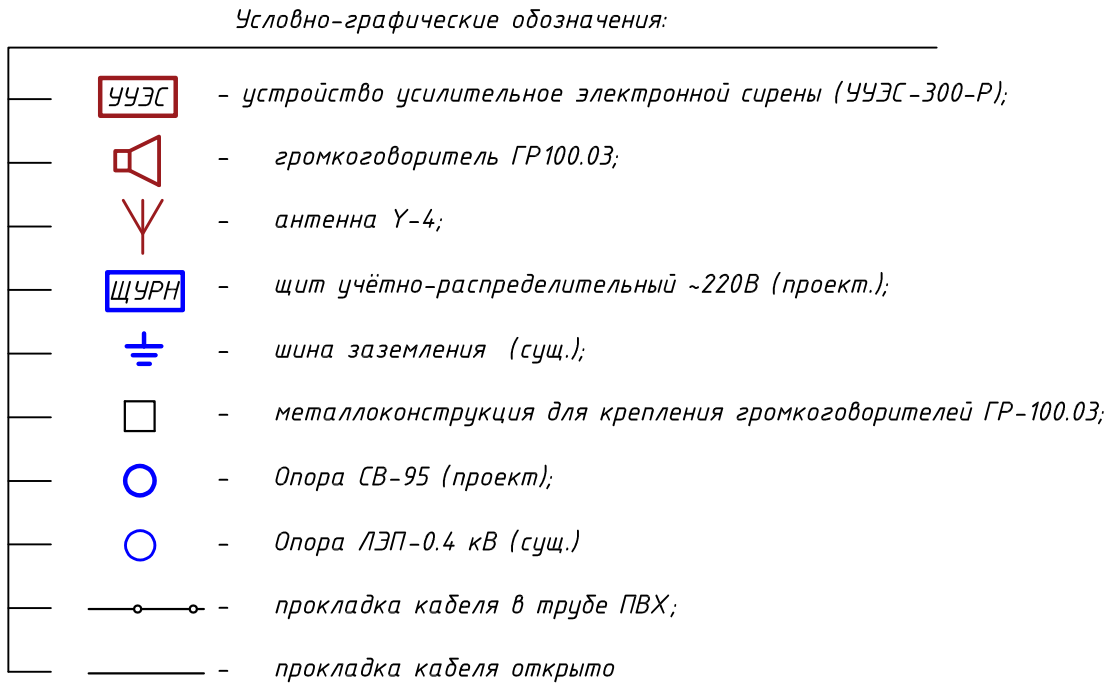 Условно-графические обозначения:
УУЭС - устройство усилительное электронной сирены (УУЭС-300-Р);
- громкоговоритель ГР100.03;
- антенна Y-4;
ЩУРН - щит учётно-распределительный ~220В (проект.);
- шина заземления (сущ.);
- металлоконструкция для крепления громкоговорителей ГР-100.03;
- Опора СВ-95 (проект);
- Опора ЛЭП-0.4 кВ (сущ.)
- прокладка кабеля в трубе ПВХ;
- прокладка кабеля открыто